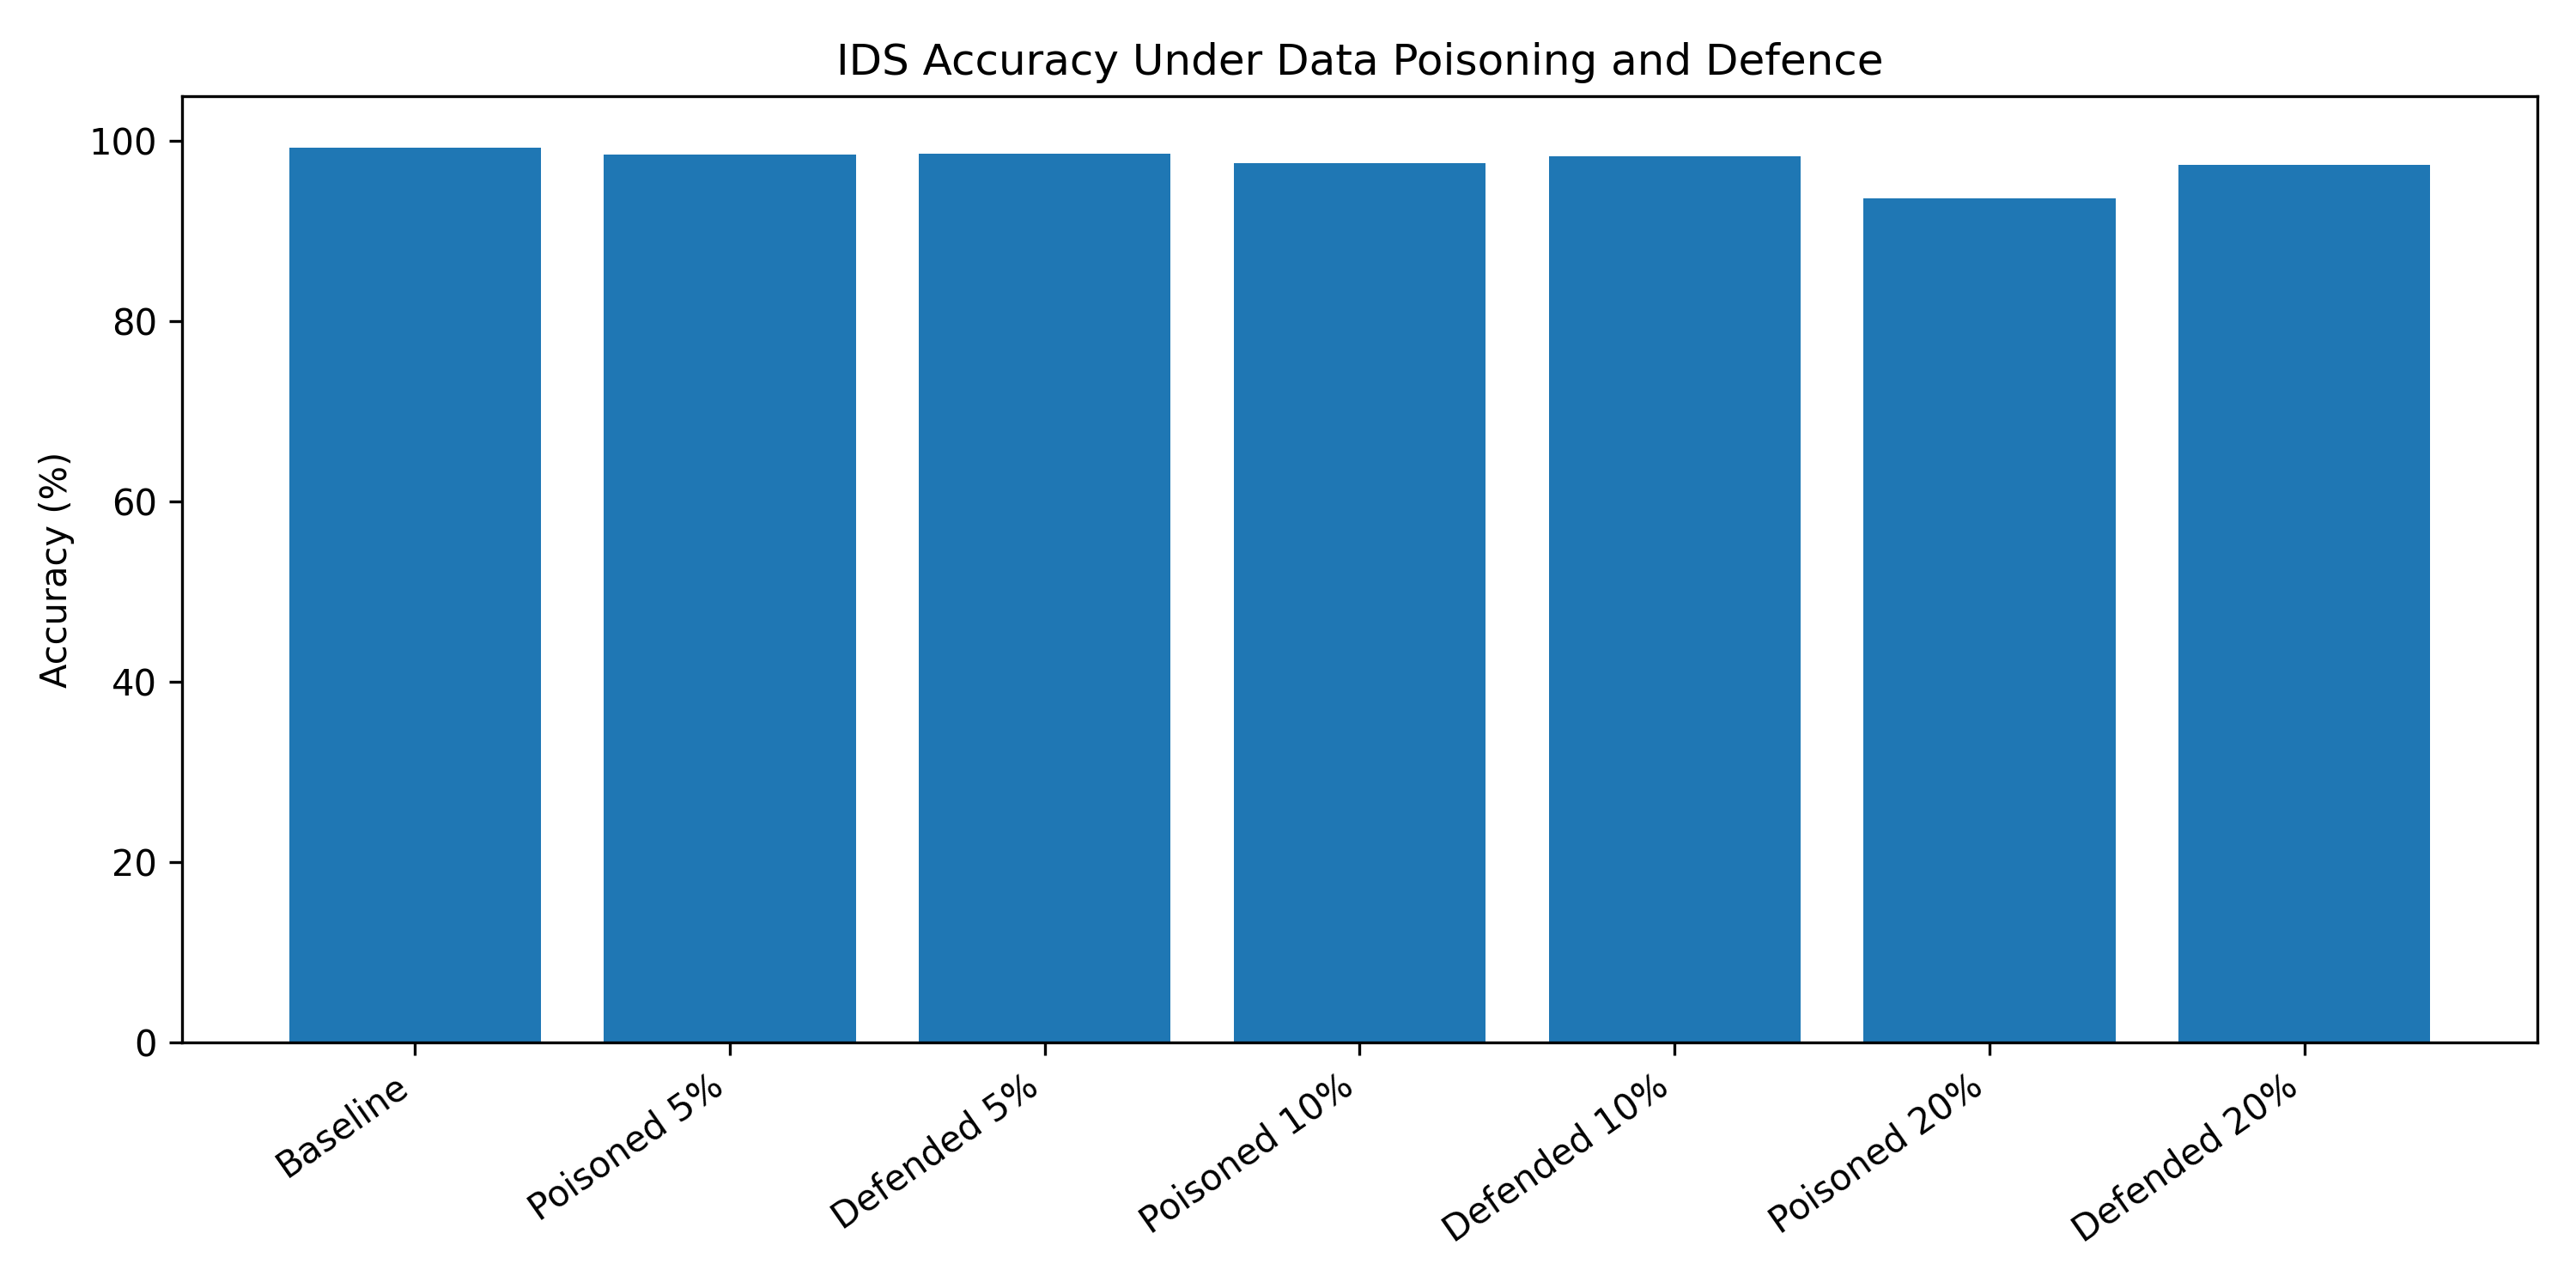 IDS Accuracy Under Data Poisoning and Defence
Accuracy (%)
100
80
60
40
20
0
Baseline
Poisoned 5%
Defended 5%
Poisoned 10%
Defended 10%
Poisoned 20%
Defended 20%